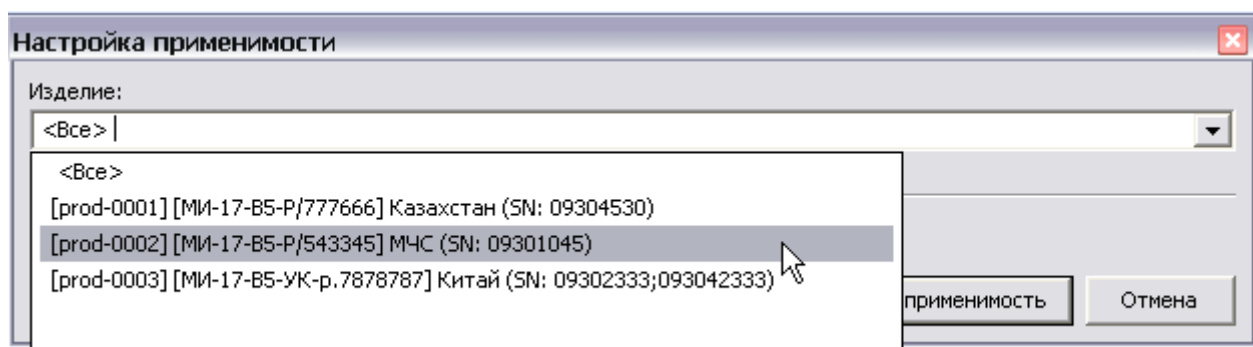 Настройка применимости
Изделие:
<Все>
<Все>
[prod-0001] [МИ-17-В5-Р/777666] Казахстан (SN: 09304530)
[prod-0002] [МИ-17-В5-Р/543345] МЧС (SN: 09301045)
[prod-0003] [МИ-17-В5-УК-р.7878787] Китай (SN: 09302333;093042333)
применимость
Отмена